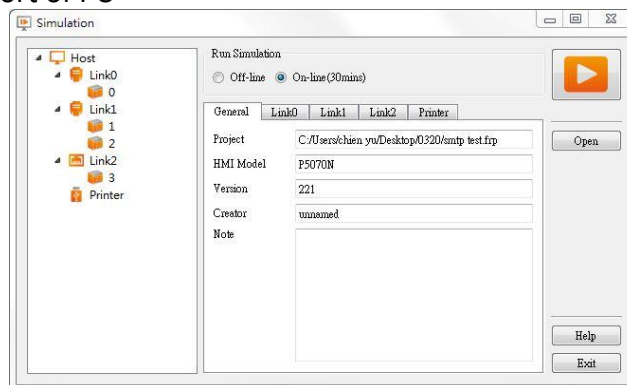 Simulation
Host
Link0
0
Link1
1
2
Link2
3
Printer
Run Simulation
Off-line On-line(30mins)
General Link0 Link1 Link2 Printer
Project C:/Users/chien yu/Desktop/0320/smtp test.frp
HMI Model P5070N
Version 221
Creator unnamed
Note
Open
Help
Exit